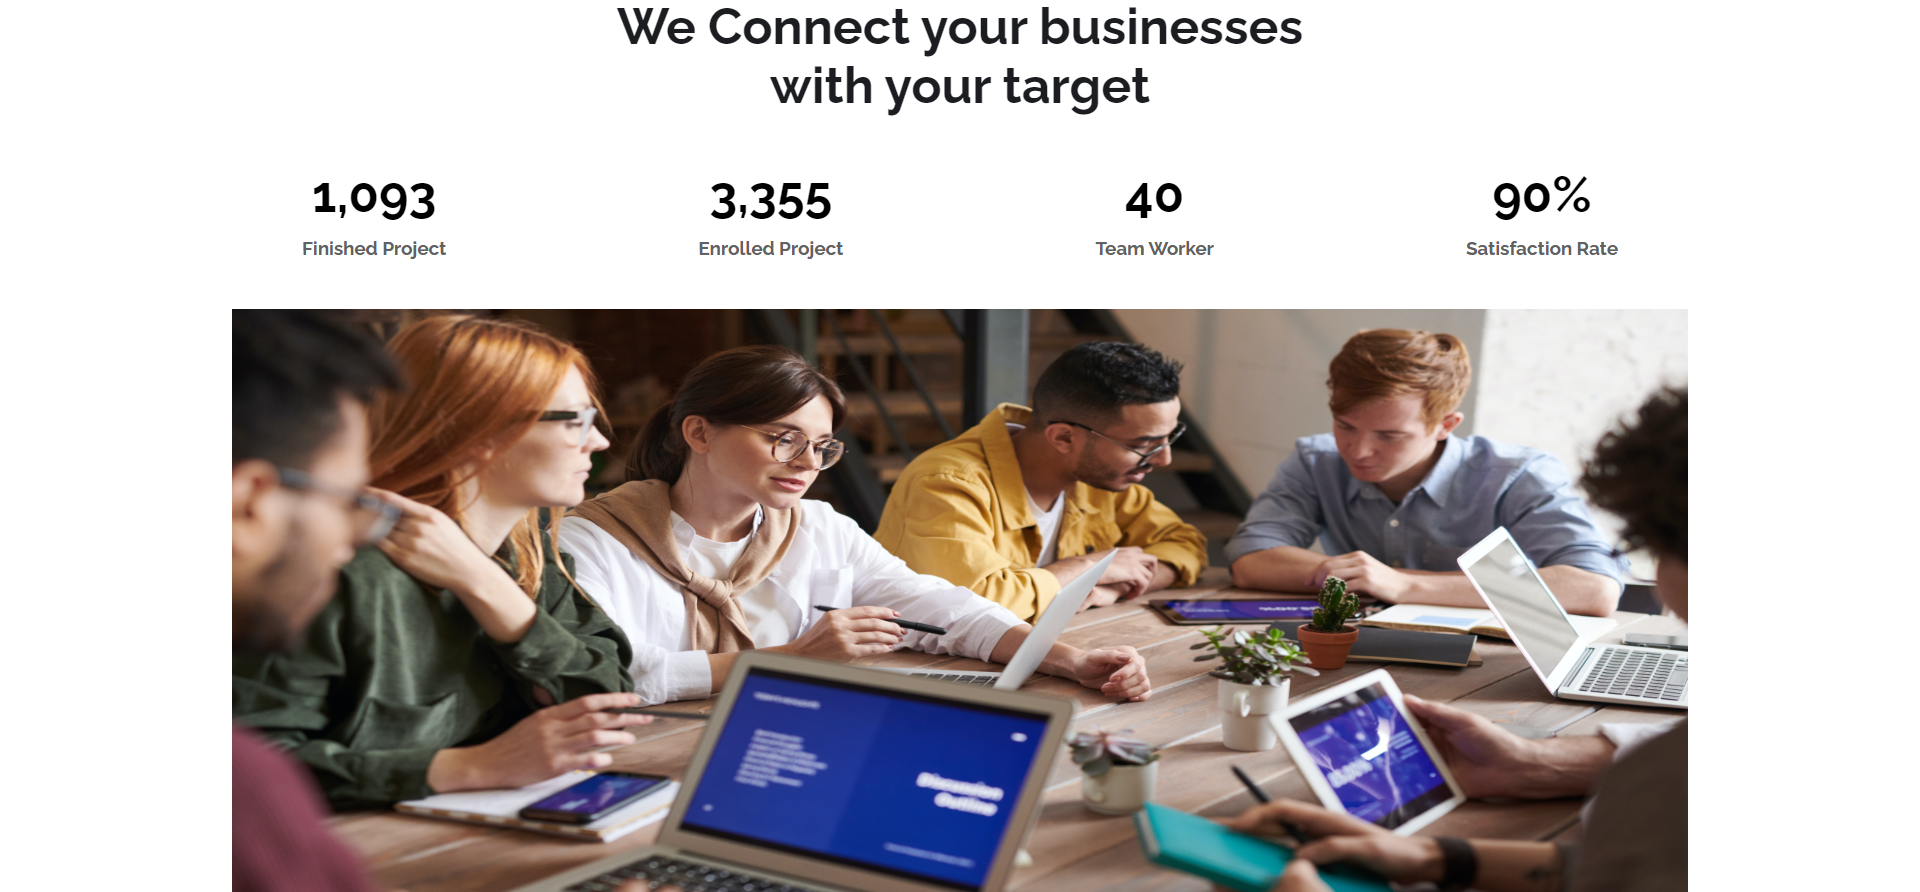 We Connect your businesses
with your target
1,093
3,355
40
90%
Finished Project
Enrolled Project
Team Worker
Satisfaction Rate
Discussion
Outline